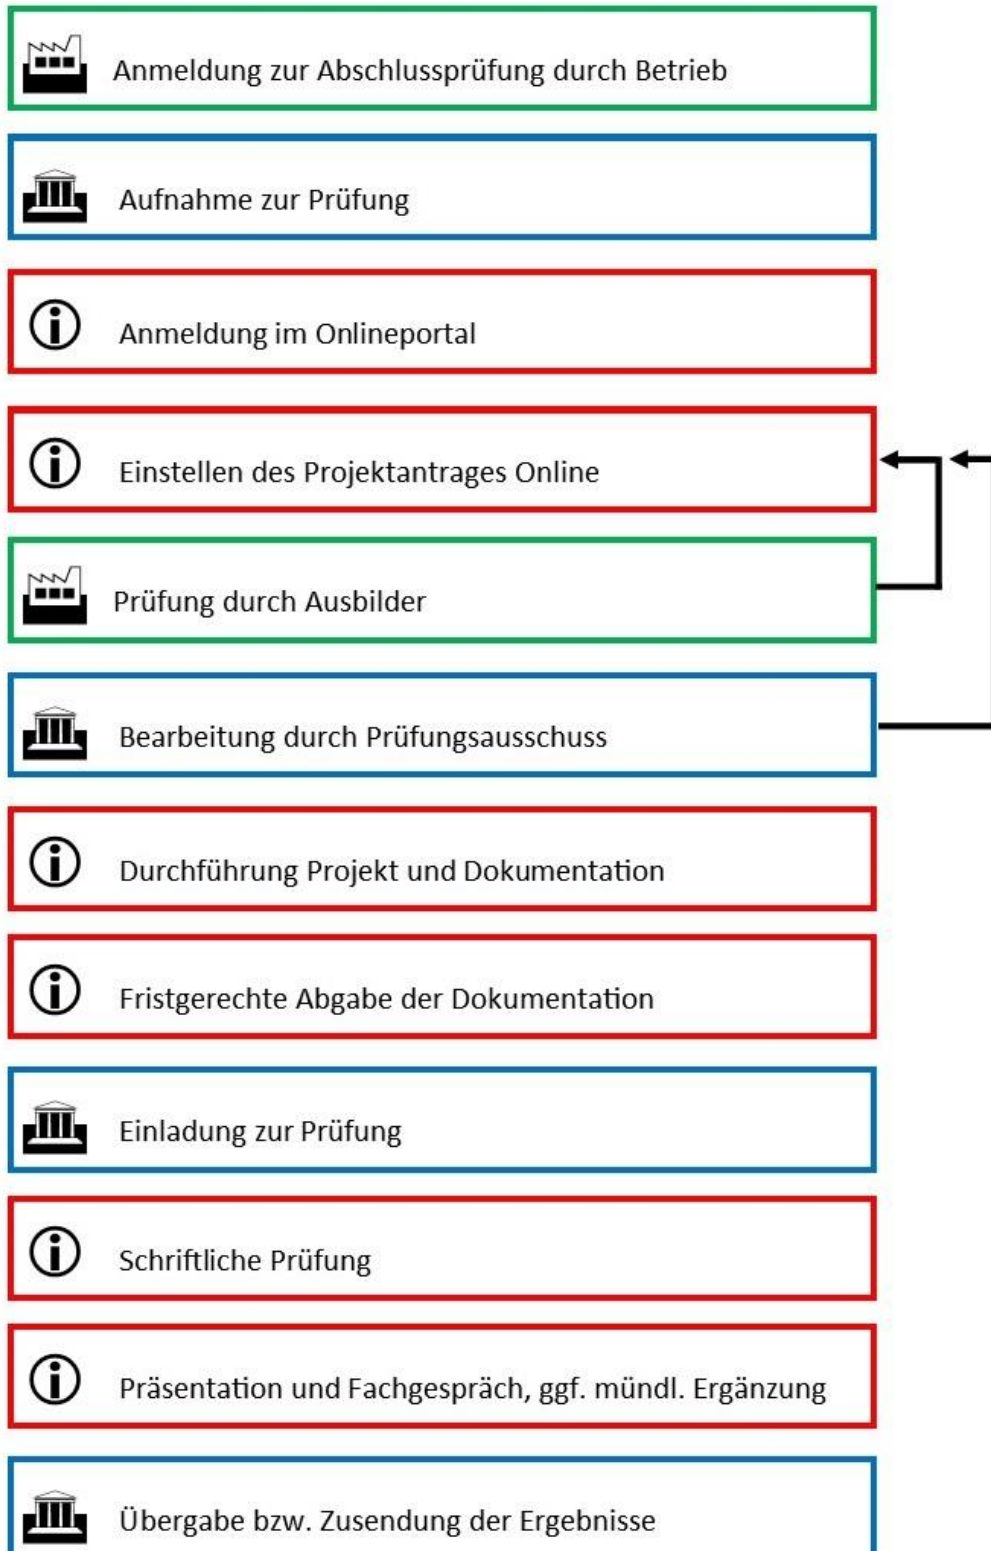 Anmeldung zur Abschlussprüfung durch Betrieb
Aufnahme zur Prüfung
Anmeldung im Onlineportal
Einstellen des Projektantrages Online
Prüfung durch Ausbilder
Bearbeitung durch Prüfungsausschuss
Durchführung Projekt und Dokumentation
Fristgerechte Abgabe der Dokumentation
Einladung zur Prüfung
Schriftliche Prüfung
Präsentation und Fachgespräch, ggf. mündl. Ergänzung
Übergabe bzw. Zusendung der Ergebnisse